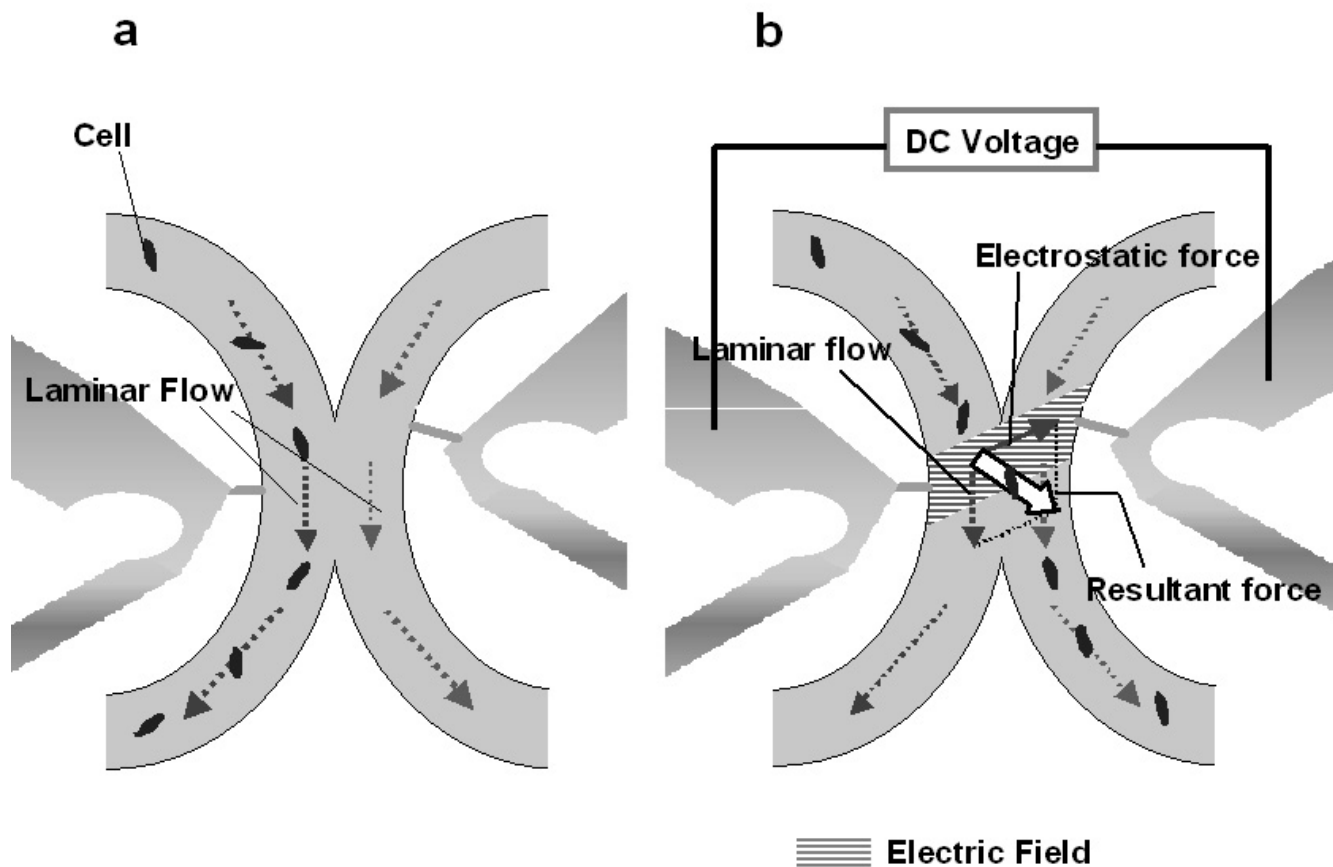 a
b
Cell
DC Voltage
Electrostatic force
Laminar flow
Laminar Flow
Resultant force
Electric Field